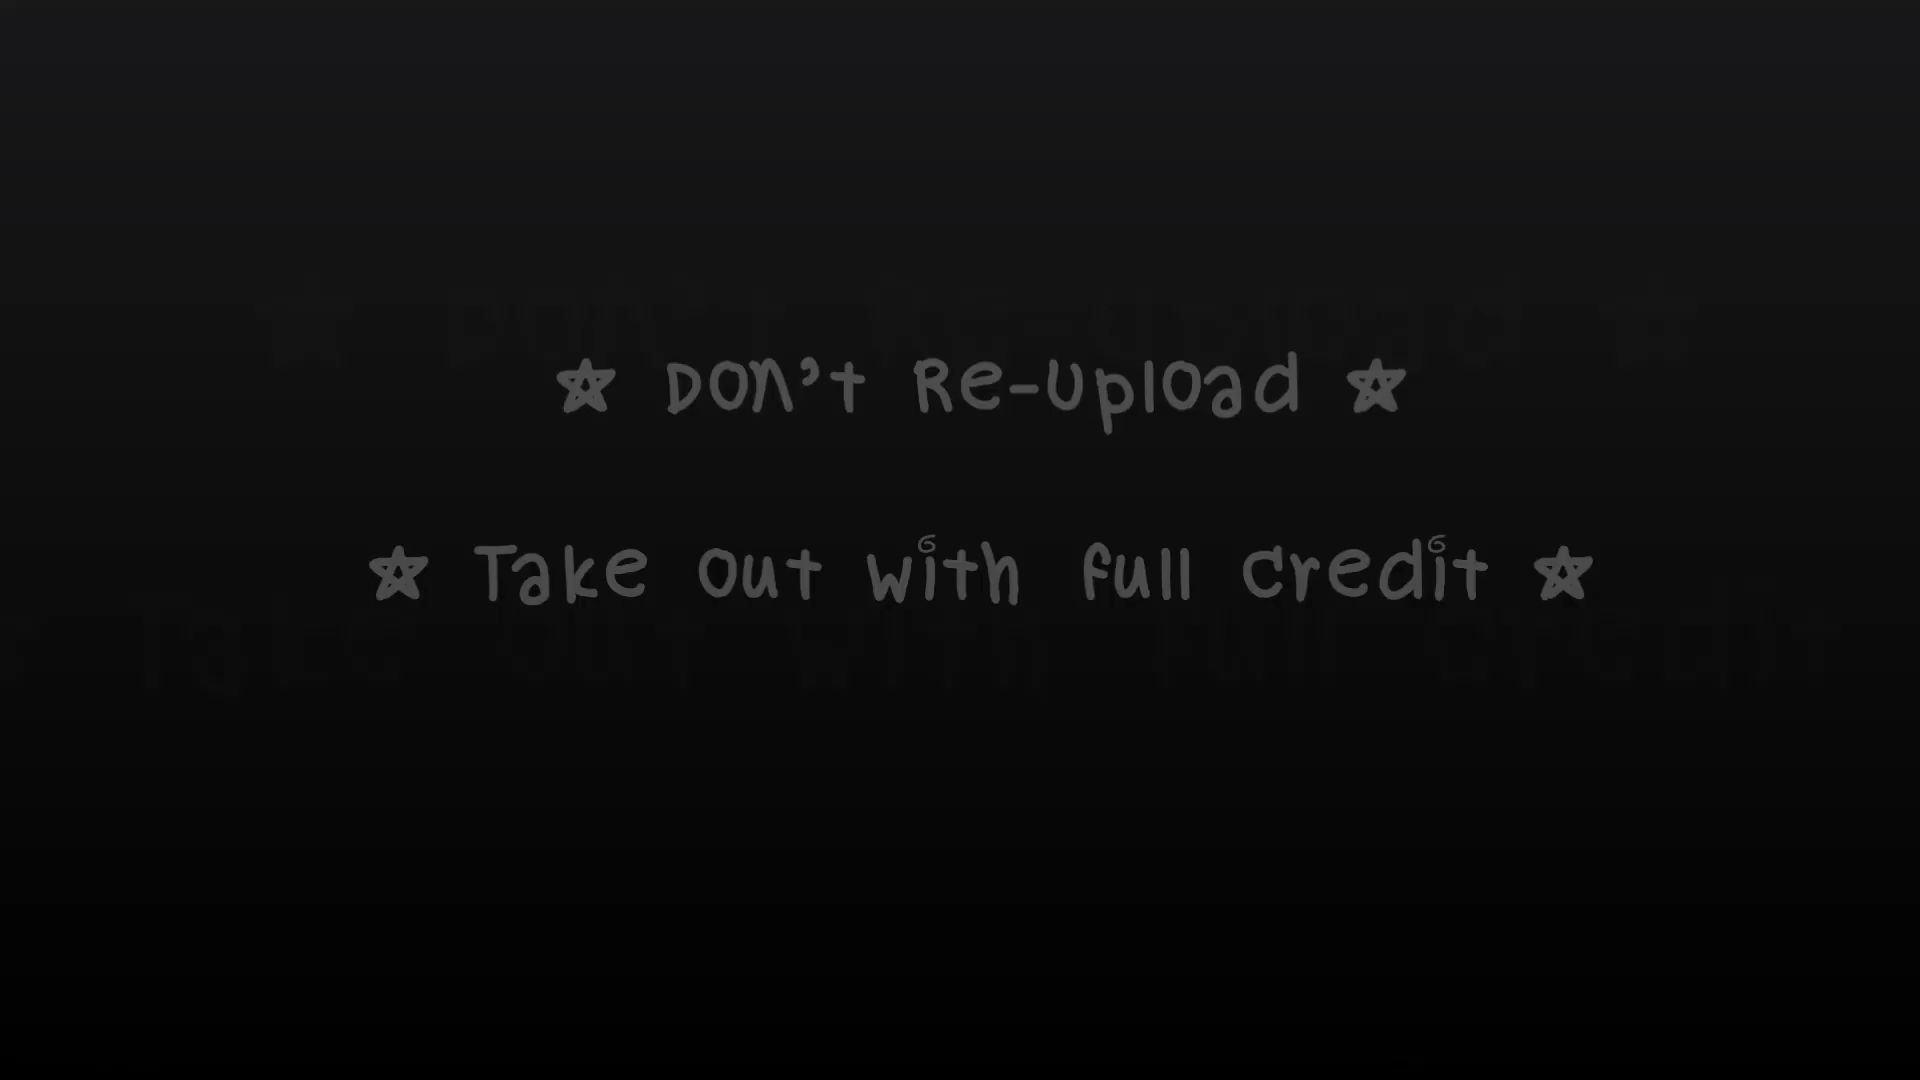 ☆ Don't Re-Upload ☆
☆ Take out with full credit ☆